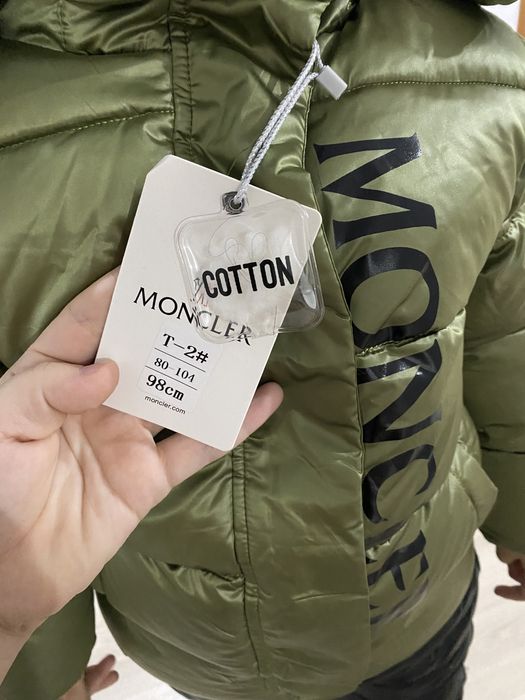 COTTON
MONCLER
T-2#
80-104
98cm
moncler.com
MONCLER